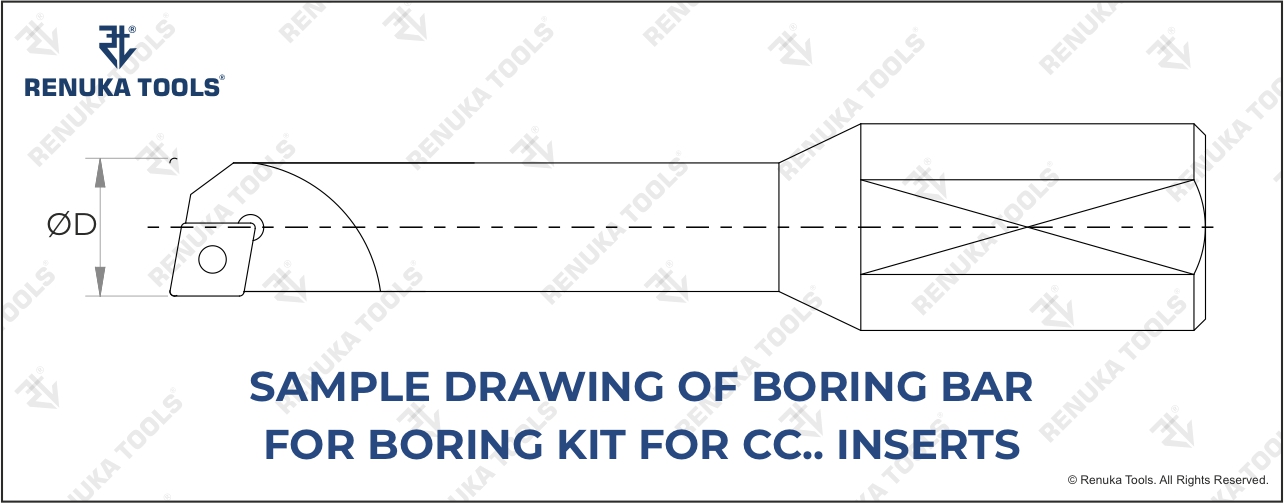 RENUKA TOOLS®
ØD
SAMPLE DRAWING OF BORING BAR
FOR BORING KIT FOR CC.. INSERTS
© Renuka Tools. All Rights Reserved.